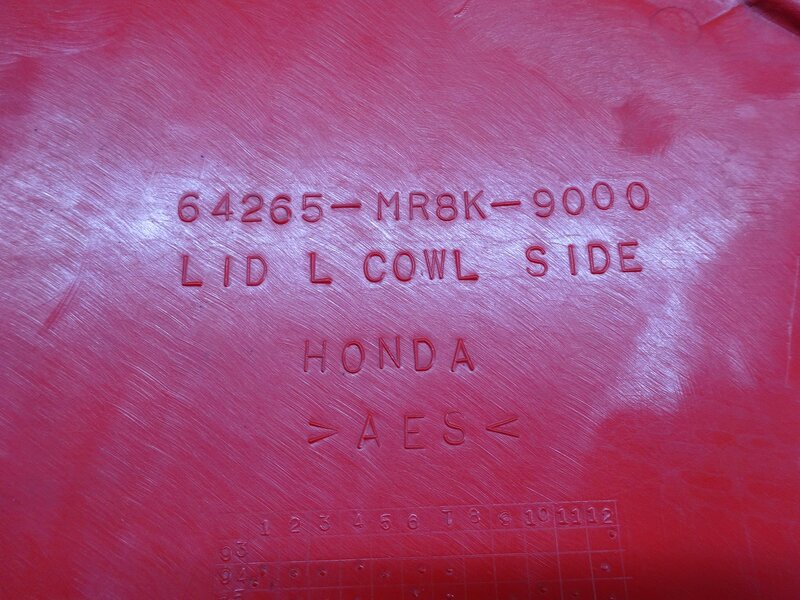 64265-MR8K-9000
LID L COWL SIDE
HONDA
>AES<
1 2 3 4 5 6 7 8 9 10 11 12
93
94